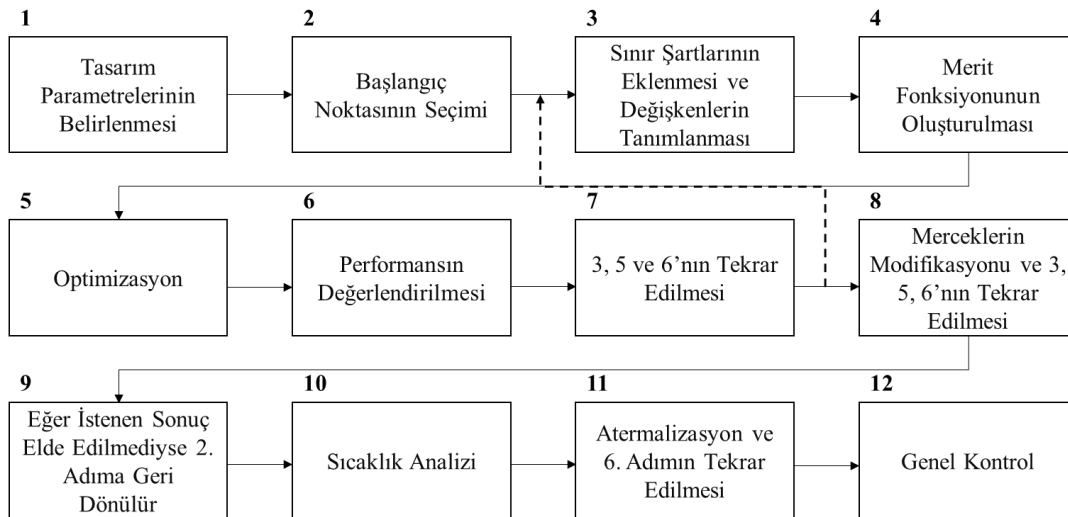 1
Tasarım
Parametrelerinin
Belirlenmesi
2
Başlangıç
Noktasının Seçimi
3
Sınır Şartlarının
Eklenmesi ve
Değişkenlerin
Tanımlanması
4
Merit
Fonksiyonunun
Oluşturulması
5
Optimizasyon
6
Performansın
Değerlendirilmesi
7
3, 5 ve 6’nın Tekrar
Edilmesi
8
Merceklerin
Modifikasyonu ve 3,
5, 6’nın Tekrar
Edilmesi
9
Eğer İstenen Sonuç
Elde Edilmediyse 2.
Adıma Geri
Dönülür
10
Sıcaklık Analizi
11
Atermalizasyon ve
6. Adımın Tekrar
Edilmesi
12
Genel Kontrol